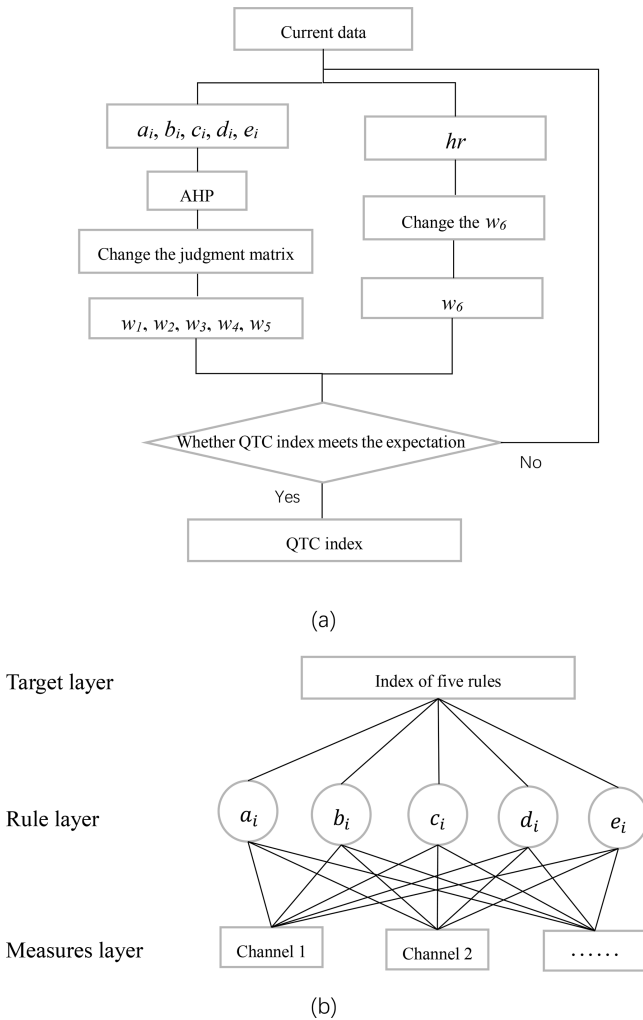 Current data
aᵢ, bᵢ, cᵢ, dᵢ, eᵢ
hr
AHP
Change the w₆
Change the judgment matrix
w₆
w₁, w₂, w₃, w₄, w₅
Whether QTC index meets the expectation
No
Yes
QTC index
(a)
Target layer
Index of five rules
Rule layer
aᵢ
bᵢ
cᵢ
dᵢ
eᵢ
Measures layer
Channel 1
Channel 2
......
(b)